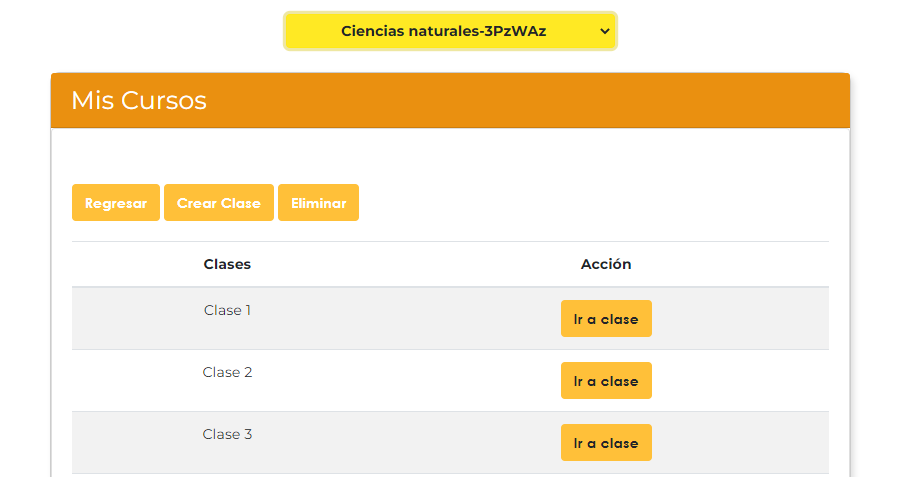 Ciencias naturales-3PzWAz
Mis Cursos
Regresar Crear Clase Eliminar
Clases Acción
Clase 1 Ir a clase
Clase 2 Ir a clase
Clase 3 Ir a clase